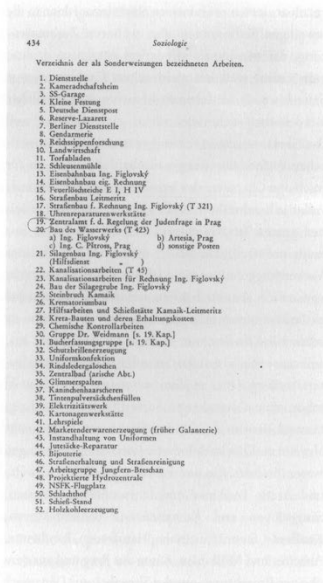 434 Soziologie
Verzeichnis der als Sonderweisungen bezeichneten Arbeiten.
1. Dienststelle
2. Kameradschaftsheim
3. SS-Garage
4. Kleine Festung
5. Deutsche Dienstpost
6. Reserve-Lazarett
7. Berliner Dienststelle
8. Gendarmerie
9. Reichssippenforschung
10. Landwirtschaft
11. Torfabladen
12. Schleusenmühle
13. Eisenbahnbau Ing. Figlovský
14. Eisenbahnbau eig. Rechnung
15. Feuerlöschteiche E I, H IV
16. Straßenbau Leitmeritz
17. Straßenbau f. Rechnung Ing. Figlovský (T 321)
18. Uhrenreparaturenwerkstätte
19. Zentralamt f. d. Regelung der Judenfrage in Prag
20. Bau des Wasserwerks (T 423)
a) Ing. Figlovský b) Artesia, Prag
c) Ing. C. Pštross, Prag d) sonstige Posten
21. Silagenbau Ing. Figlovský
(Hilfsdienst „ )
22. Kanalisationsarbeiten (T 45)
23. Kanalisationsarbeiten für Rechnung Ing. Figlovský
24. Bau der Silagegrube Ing. Figlovský
25. Steinbruch Kamaik
26. Krematoriumbau
27. Hilfsarbeiten und Schießstätte Kamaik-Leitmeritz
28. Kreta-Bauten und deren Erhaltungskosten
29. Chemische Kontrollarbeiten
30. Gruppe Dr. Weidmann [s. 19. Kap.]
31. Bucherfassungsgruppe [s. 19. Kap.]
32. Schutzbrillenerzeugung
33. Uniformkonfektion
34. Rindsledergaloschen
35. Zentralbad (arische Abt.)
36. Glimmerspalten
37. Kaninchenhaarscheren
38. Tintenpulversäckchenfüllen
39. Elektrizitätswerk
40. Kartonagenwerkstätte
41. Lehrspiele
42. Marketenderwarenerzeugung (früher Galanterie)
43. Instandhaltung von Uniformen
44. Jutesäcke-Reparatur
45. Bijouterie
46. Straßenerhaltung und Straßenreinigung
47. Arbeitsgruppe Jungfern-Breschan
48. Projektierte Hydrozentrale
49. NSFK-Flugplatz
50. Schlachthof
51. Schieß-Stand
52. Holzkohleerzeugung